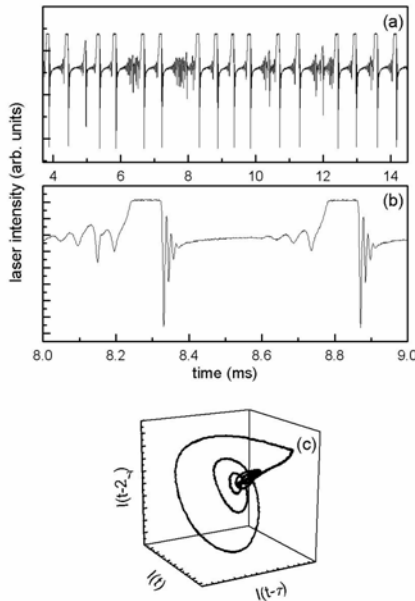 (a)
4 6 8 10 12 14
laser intensity (arb. units)
(b)
8.0 8.2 8.4 8.6 8.8 9.0
time (ms)
(c)
I(t-2τ)
I(t)
I(t-τ)